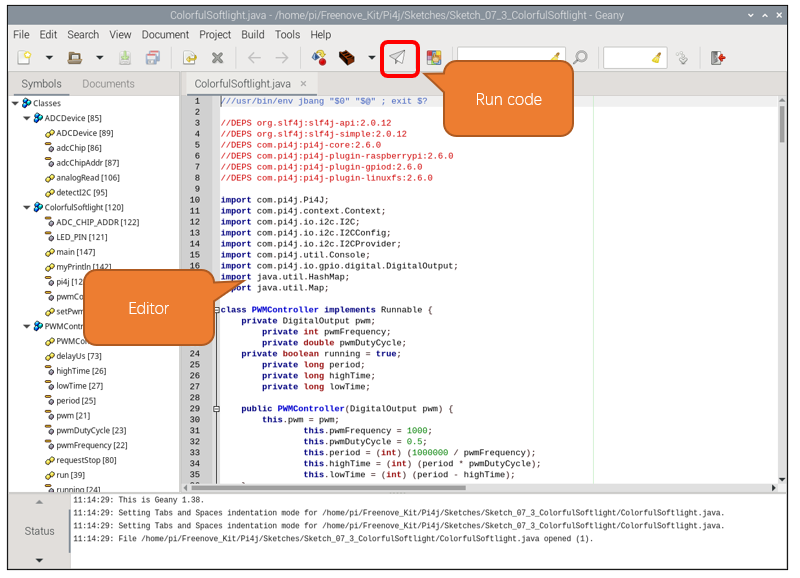 ColorfulSoftlight.java - /home/pi/Freenove_Kit/Pi4j/Sketches/Sketch_07_3_ColorfulSoftlight - Geany
File Edit Search View Document Project Build Tools Help
Run code
Symbols Documents
ColorfulSoftlight.java ×
Classes
ADCDevice [85]
ADCDevice [89]
adcChip [86]
adcChipAddr [87]
analogRead [106]
detectI2C [95]
ColorfulSoftlight [120]
ADC_CHIP_ADDR [122]
LED_PIN [121]
main [147]
myPrintln [142]
pi4j [12
pwmCo
setPwm
PWMContr
PWMCon
delayUs [73]
highTime [26]
lowTime [27]
period [25]
pwm [21]
pwmDutyCycle [23]
pwmFrequency [22]
requestStop [80]
run [39]
running [24]
Editor
1 ///usr/bin/env jbang "$0" "$@" ; exit $?
2
3 //DEPS org.slf4j:slf4j-api:2.0.12
4 //DEPS org.slf4j:slf4j-simple:2.0.12
5 //DEPS com.pi4j:pi4j-core:2.6.0
6 //DEPS com.pi4j:pi4j-plugin-raspberrypi:2.6.0
7 //DEPS com.pi4j:pi4j-plugin-gpiod:2.6.0
8 //DEPS com.pi4j:pi4j-plugin-linuxfs:2.6.0
9
10 import com.pi4j.Pi4J;
11 import com.pi4j.context.Context;
12 import com.pi4j.io.i2c.I2C;
13 import com.pi4j.io.i2c.I2CConfig;
14 import com.pi4j.io.i2c.I2CProvider;
15 import com.pi4j.util.Console;
16 import com.pi4j.io.gpio.digital.DigitalOutput;
import java.util.HashMap;
import java.util.Map;
class PWMController implements Runnable {
private DigitalOutput pwm;
private int pwmFrequency;
private double pwmDutyCycle;
24 private boolean running = true;
25 private long period;
26 private long highTime;
27 private long lowTime;
28
29 public PWMController(DigitalOutput pwm) {
30 this.pwm = pwm;
31 this.pwmFrequency = 1000;
32 this.pwmDutyCycle = 0.5;
33 this.period = (int) (1000000 / pwmFrequency);
34 this.highTime = (int) (period * pwmDutyCycle);
35 this.lowTime = (int) (period - highTime);
Status
11:14:29: This is Geany 1.38.
11:14:29: Setting Tabs and Spaces indentation mode for /home/pi/Freenove_Kit/Pi4j/Sketches/Sketch_07_3_ColorfulSoftlight/ColorfulSoftlight.java.
11:14:29: Setting Tabs and Spaces indentation mode for /home/pi/Freenove_Kit/Pi4j/Sketches/Sketch_07_3_ColorfulSoftlight/ColorfulSoftlight.java.
11:14:29: File /home/pi/Freenove_Kit/Pi4j/Sketches/Sketch_07_3_ColorfulSoftlight/ColorfulSoftlight.java opened (1).